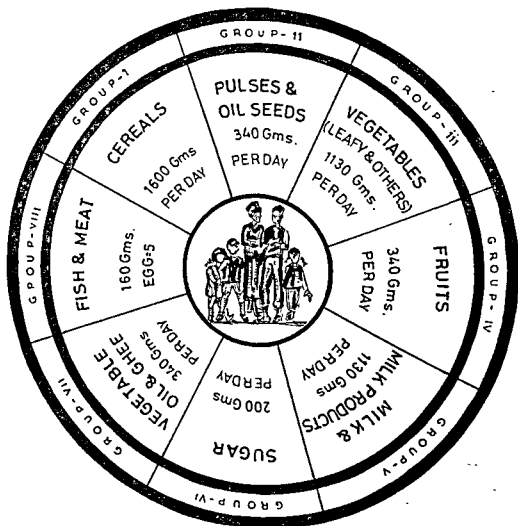 GROUP-1
CEREALS
1600 Gms
PER DAY
GROUP-11
PULSES &
OIL SEEDS
340 Gms.
PER DAY
GROUP-iii
VEGETABLES
(LEAFY & OTHERS)
1130 Gms.
PER DAY
GROUP-IV
FRUITS
340 Gms.
PER DAY
GROUP-V
MILK &
MILK PRODUCTS
1130 Gms
PER DAY
GROUP-VI
SUGAR
200 Gms
PER DAY
GROUP-VII
VEGETABLE
OIL & GHEE
340 Gms
PER DAY
GPOUP-VIII
FISH & MEAT
160 Gms.
EGG=5